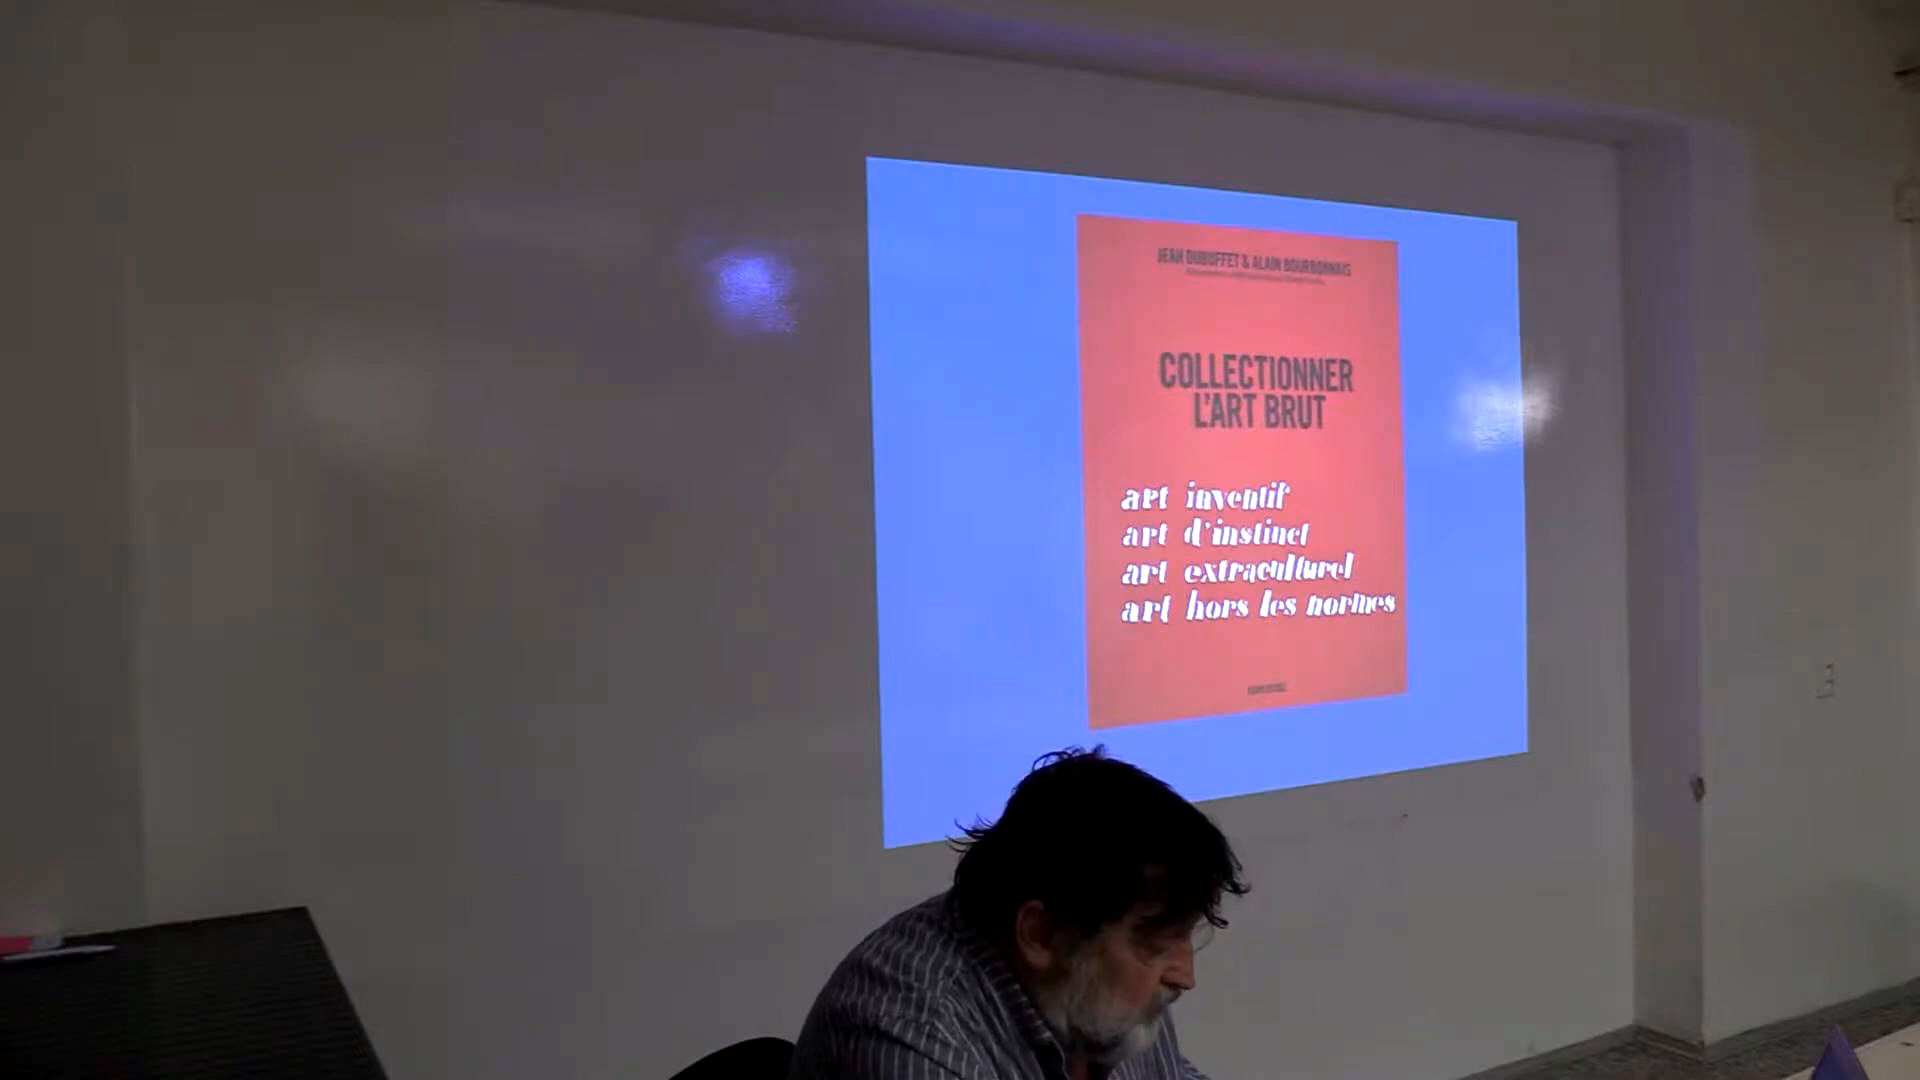 JEAN DUBUFFET & ALAIN BOURBONNAIS
COLLECTIONNER
L'ART BRUT
art inventif
art d'instinct
art extraculturel
art hors les normes